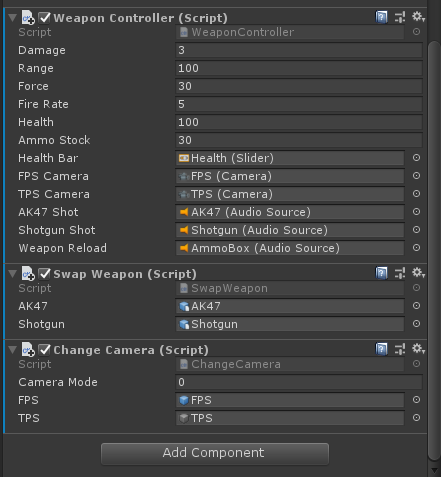 Weapon Controller (Script)
Script WeaponController
Damage 3
Range 100
Force 30
Fire Rate 5
Health 100
Ammo Stock 30
Health Bar Health (Slider)
FPS Camera FPS (Camera)
TPS Camera TPS (Camera)
AK47 Shot AK47 (Audio Source)
Shotgun Shot Shotgun (Audio Source)
Weapon Reload AmmoBox (Audio Source)
Swap Weapon (Script)
Script SwapWeapon
AK47 AK47
Shotgun Shotgun
Change Camera (Script)
Script ChangeCamera
Camera Mode 0
FPS FPS
TPS TPS
Add Component